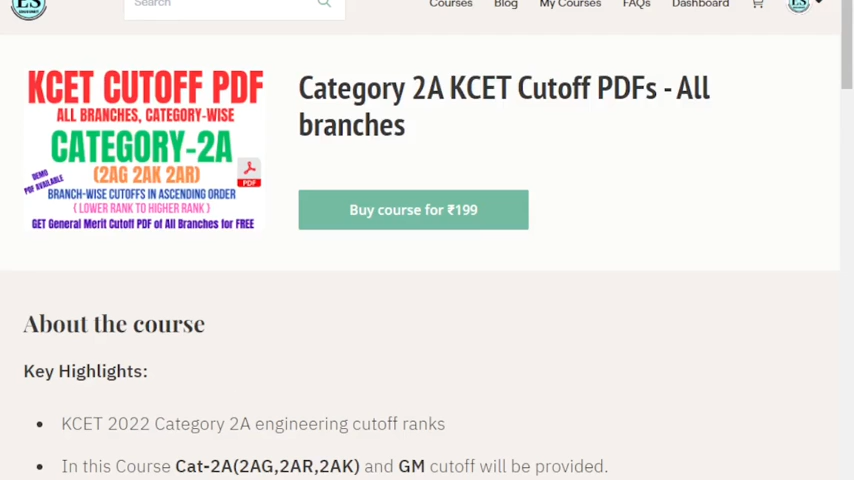 ES
Search
Courses Blog My Courses FAQs Dashboard
ES
KCET CUTOFF PDF
ALL BRANCHES, CATEGORY-WISE
CATEGORY-2A
(2AG 2AK 2AR)
DEMO
PDF AVAILABLE
PDF
BRANCH-WISE CUTOFFS IN ASCENDING ORDER
( LOWER RANK TO HIGHER RANK )
GET General Merit Cutoff PDF of All Branches for FREE
Category 2A KCET Cutoff PDFs - All
branches
Buy course for ₹199
About the course
Key Highlights:
• KCET 2022 Category 2A engineering cutoff ranks
• In this Course Cat-2A(2AG,2AR,2AK) and GM cutoff will be provided.